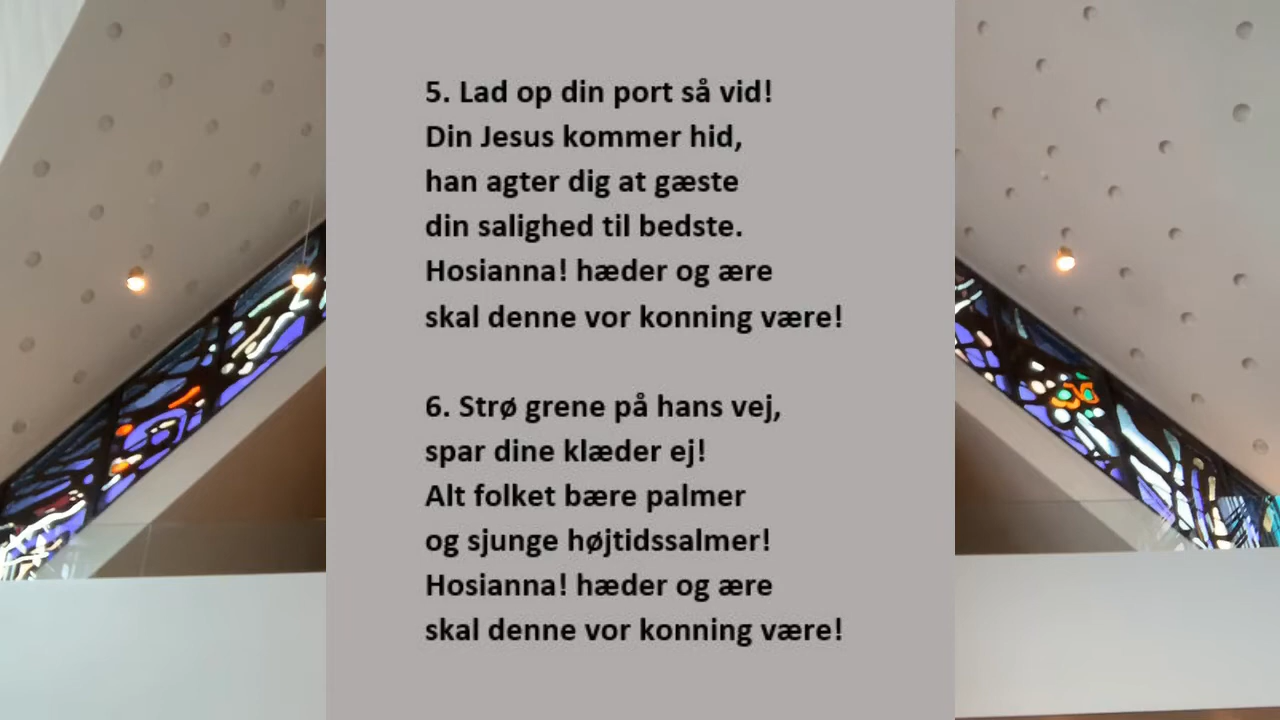 5. Lad op din port så vid!
Din Jesus kommer hid,
han agter dig at gæste
din salighed til bedste.
Hosianna! hæder og ære
skal denne vor konning være!
6. Strø grene på hans vej,
spar dine klæder ej!
Alt folket bære palmer
og sjunge højtidssalmer!
Hosianna! hæder og ære
skal denne vor konning være!